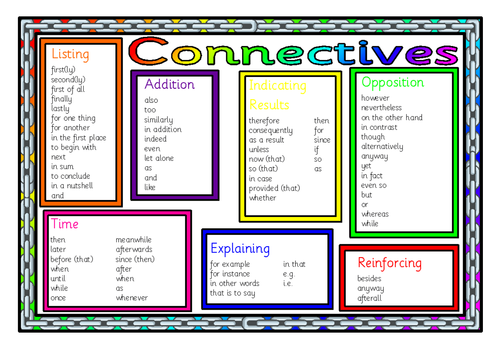 Connectives
Listing
first(ly)
second(ly)
first of all
finally
lastly
for one thing
for another
in the first place
to begin with
next
in sum
to conclude
in a nutshell
and
Addition
also
too
similarly
in addition
indeed
even
let alone
as
and
like
Indicating
Results
therefore then
consequently for
as a result since
unless if
now (that) so
so (that) as
in case
provided (that)
whether
Opposition
however
nevertheless
on the other hand
in contrast
though
alternatively
anyway
yet
in fact
even so
but
or
whereas
while
Time
then meanwhile
later afterwards
before (that) since (then)
when after
until when
while as
once whenever
Explaining
for example in that
for instance e.g.
in other words i.e.
that is to say
Reinforcing
besides
anyway
afterall